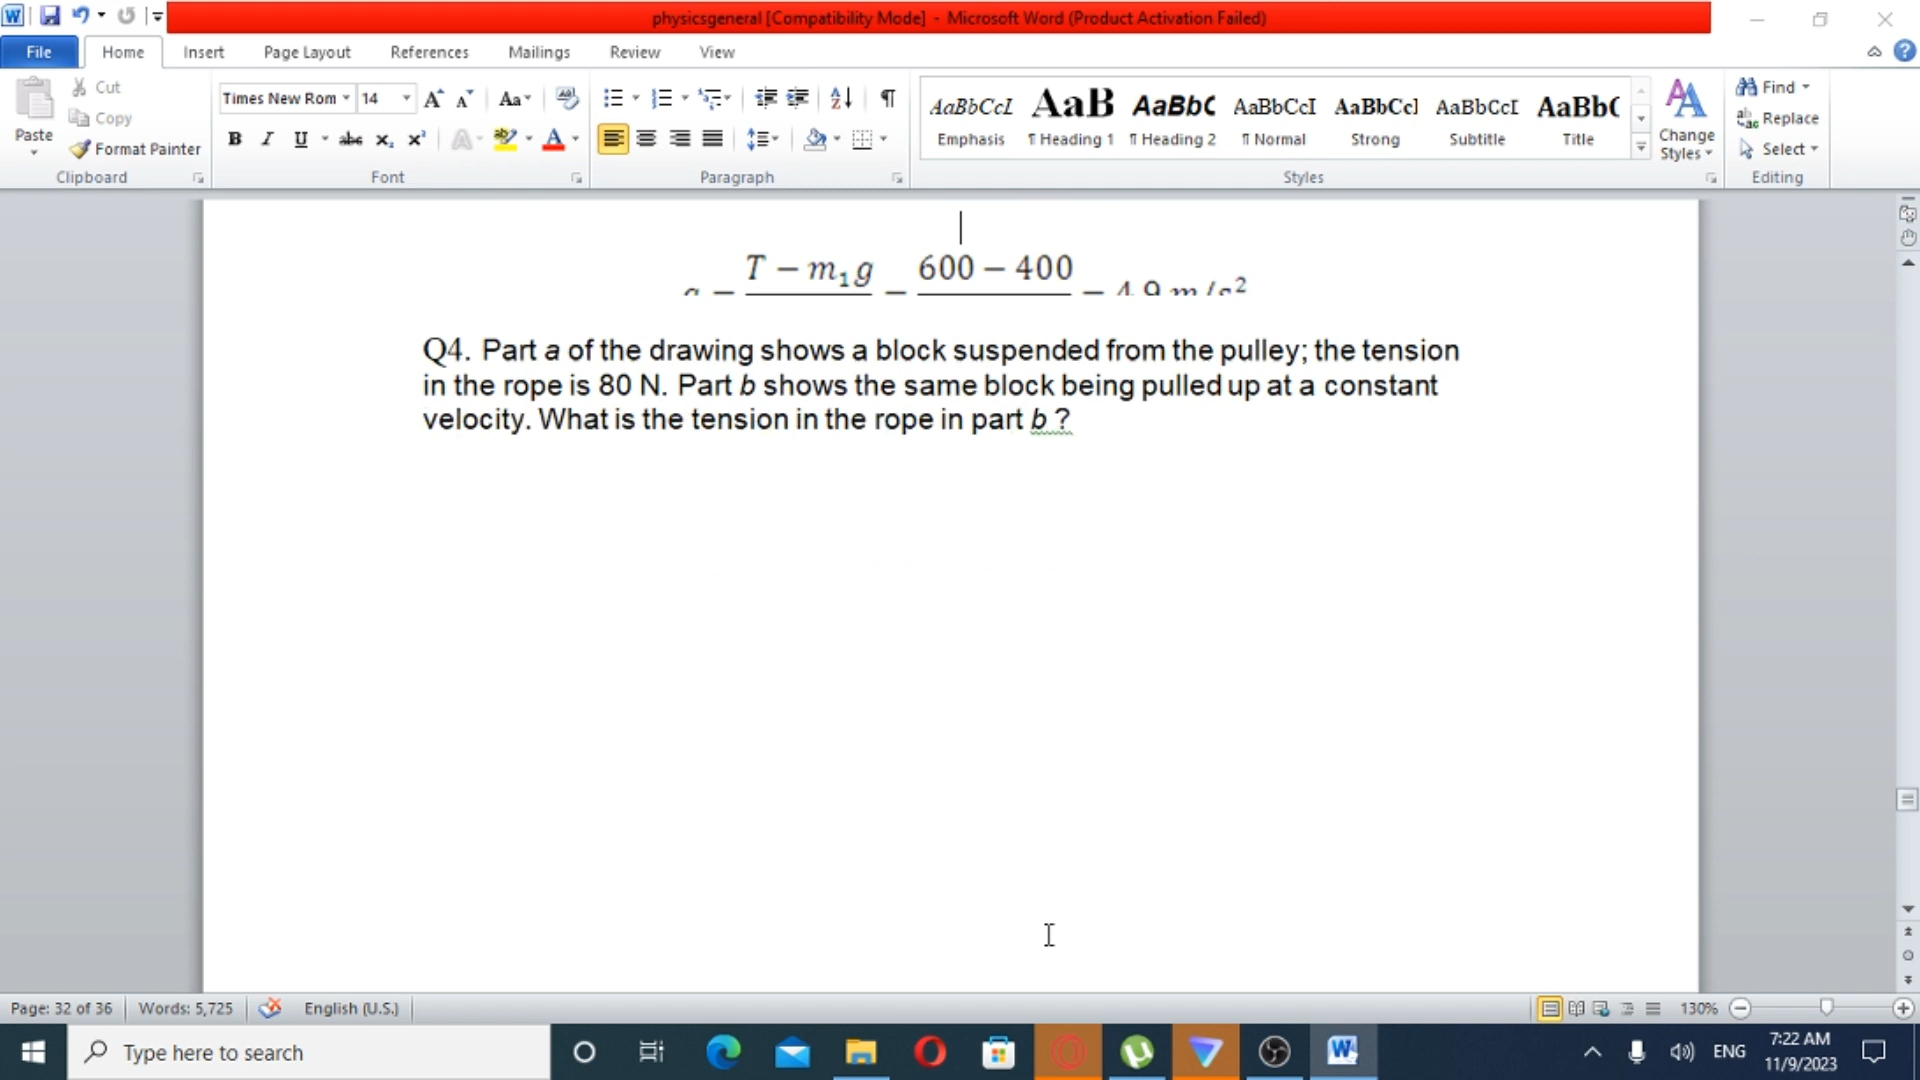 physicsgeneral [Compatibility Mode] - Microsoft Word (Product Activation Failed)
File Home Insert Page Layout References Mailings Review View
Cut
Copy
Format Painter
Paste
Clipboard
Times New Rom 14
Font
Paragraph
AaBbCcI AaB AaBbC AaBbCcI AaBbCcl AaBbCcI AaBb(
Emphasis ¶ Heading 1 ¶ Heading 2 ¶ Normal Strong Subtitle Title
Change Styles
Styles
Find
Replace
Select
Editing
T − m₁g 600 − 400
a = = = 4.9 m/s²
Q4. Part a of the drawing shows a block suspended from the pulley; the tension
in the rope is 80 N. Part b shows the same block being pulled up at a constant
velocity. What is the tension in the rope in part b ?
Page: 32 of 36 Words: 5,725 English (U.S.) 130%
Type here to search
ENG
7:22 AM
11/9/2023